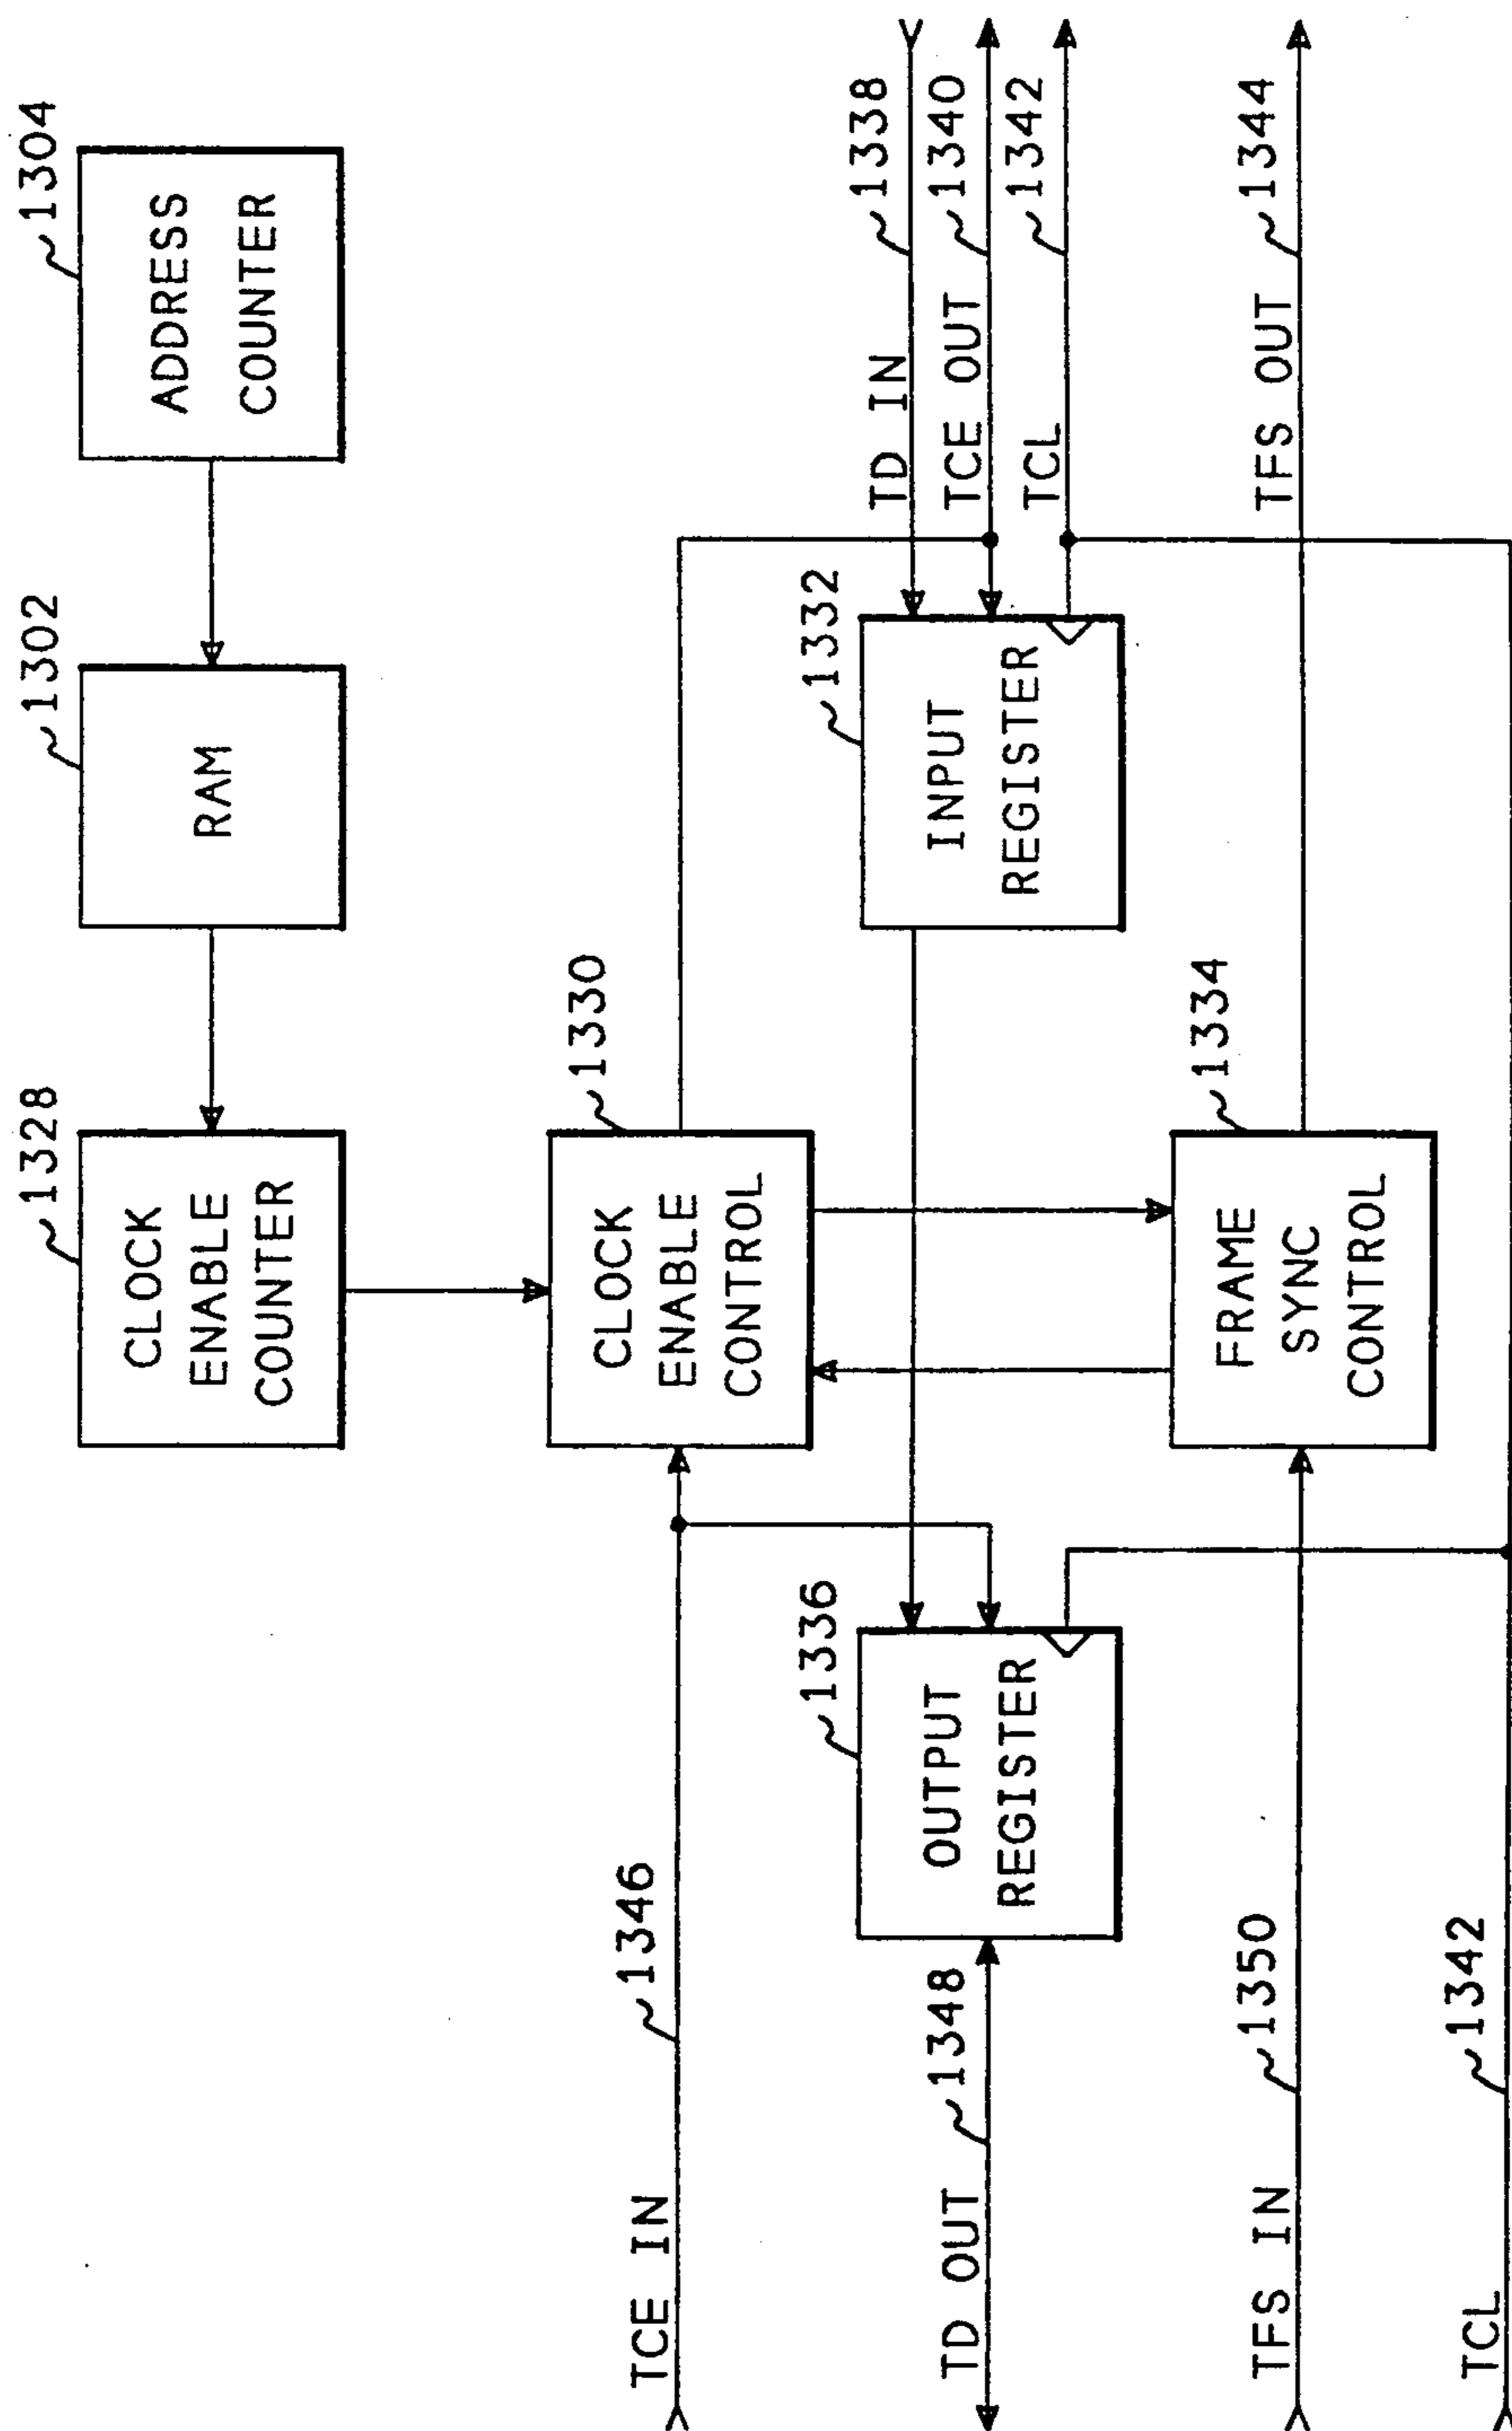 1328
CLOCK
ENABLE
COUNTER
1302
RAM
1304
ADDRESS
COUNTER
1330
CLOCK
ENABLE
CONTROL
TCE IN
1346
1336
OUTPUT
REGISTER
1332
INPUT
REGISTER
TD IN
1338
TCE OUT
1340
TCL
1342
TD OUT
1348
1334
FRAME
SYNC
CONTROL
TFS OUT
1344
TFS IN
1350
TCL
1342